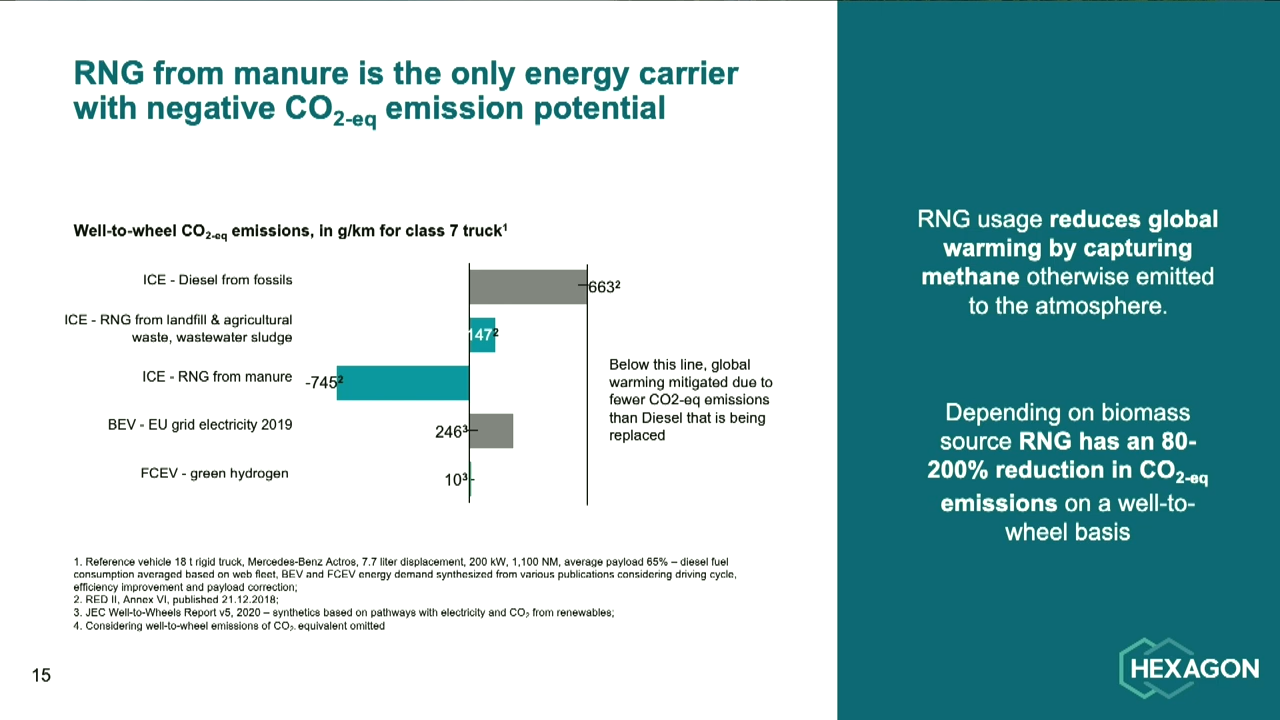 RNG from manure is the only energy carrier
with negative CO2-eq emission potential
Well-to-wheel CO2-eq emissions, in g/km for class 7 truck1
ICE - Diesel from fossils
6632
ICE - RNG from landfill & agricultural
waste, wastewater sludge
1472
ICE - RNG from manure
-7452
BEV - EU grid electricity 2019
2463
FCEV - green hydrogen
103
Below this line, global
warming mitigated due to
fewer CO2-eq emissions
than Diesel that is being
replaced
1. Reference vehicle 18 t rigid truck, Mercedes-Benz Actros, 7.7 liter displacement, 200 kW, 1,100 NM, average payload 65% – diesel fuel
consumption averaged based on web fleet, BEV and FCEV energy demand synthesized from various publications considering driving cycle,
efficiency improvement and payload correction;
2. RED II, Annex VI, published 21.12.2018;
3. JEC Well-to-Wheels Report v5, 2020 – synthetics based on pathways with electricity and CO2 from renewables;
4. Considering well-to-wheel emissions of CO2- equivalent omitted
15
RNG usage reduces global
warming by capturing
methane otherwise emitted
to the atmosphere.
Depending on biomass
source RNG has an 80-
200% reduction in CO2-eq
emissions on a well-to-
wheel basis
HEXAGON